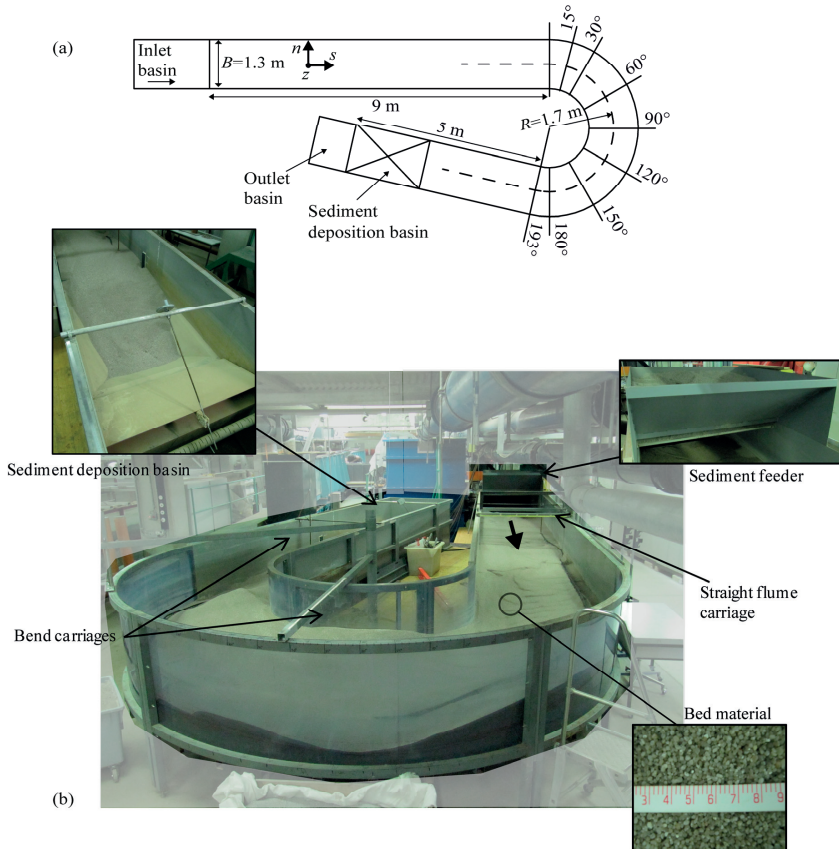 (a)
Inlet
basin
B=1.3 m
n
s
z
9 m
15°
30°
60°
R=1.7 m
90°
120°
150°
180°
193°
5 m
Outlet
basin
Sediment
deposition basin
Sediment deposition basin
Sediment feeder
Straight flume
carriage
Bend carriages
Bed material
3 4 5 6 7 8 9
(b)